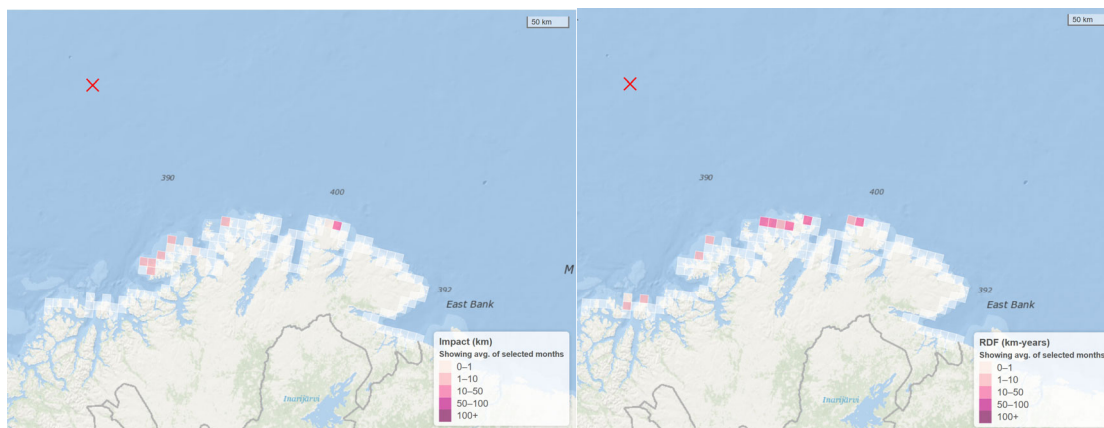 50 km
390
400
M
392
East Bank
Inarijärvi
Impact (km)
Showing avg. of selected months
0–1
1–10
10–50
50–100
100+
50 km
390
400
392
East Bank
Inarijärvi
RDF (km-years)
Showing avg. of selected months
0–1
1–10
10–50
50–100
100+